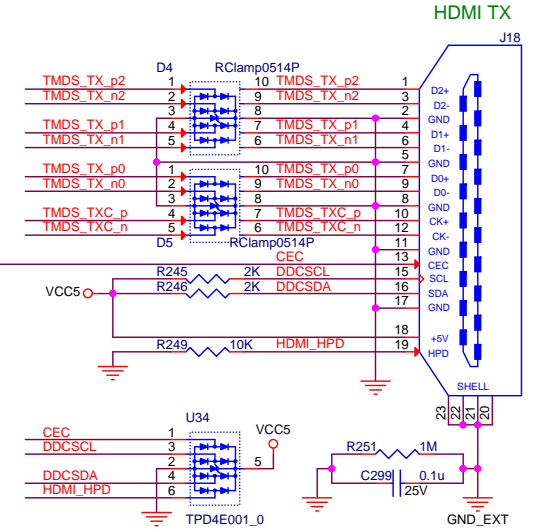 HDMI TX
J18
D4 RClamp0514P
TMDS_TX_p2 1 10 TMDS_TX_p2 1 D2+
TMDS_TX_n2 2 9 TMDS_TX_n2 3 D2-
3 8 2 GND
TMDS_TX_p1 4 7 TMDS_TX_p1 4 D1+
TMDS_TX_n1 5 6 TMDS_TX_n1 6 D1-
5 GND
TMDS_TX_p0 1 10 TMDS_TX_p0 7 D0+
TMDS_TX_n0 2 9 TMDS_TX_n0 9 D0-
3 8 8 GND
TMDS_TXC_p 4 7 TMDS_TXC_p 10 CK+
TMDS_TXC_n 5 6 TMDS_TXC_n 12 CK-
D5 RClamp0514P
11 GND
CEC 13 CEC
R245 2K DDCSCL 15 SCL
VCC5 R246 2K DDCSDA 16 SDA
17 GND
18 +5V
R249 10K HDMI_HPD 19 HPD
SHELL
23 22 21 20
U34
VCC5
CEC 1
DDCSCL 3
2 5
DDCSDA 4
HDMI_HPD 6
TPD4E001_0
R251 1M
C299 0.1u
25V
GND_EXT